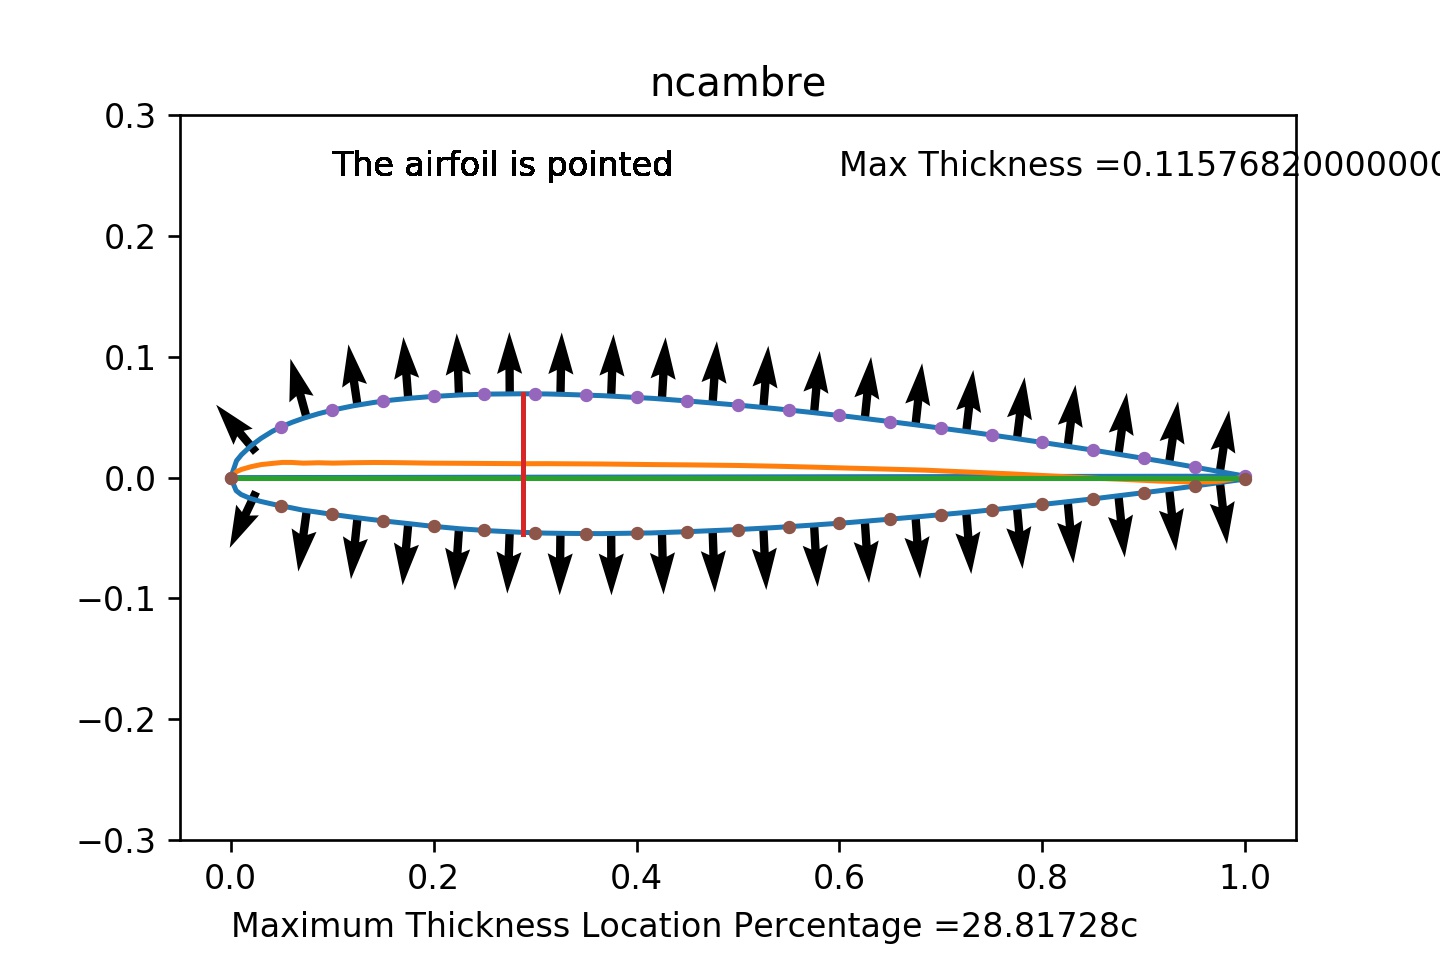 ncambre
The airfoil is pointed Max Thickness =0.11576820000000
0.3
0.2
0.1
0.0
−0.1
−0.2
−0.3
0.0 0.2 0.4 0.6 0.8 1.0
Maximum Thickness Location Percentage =28.81728c